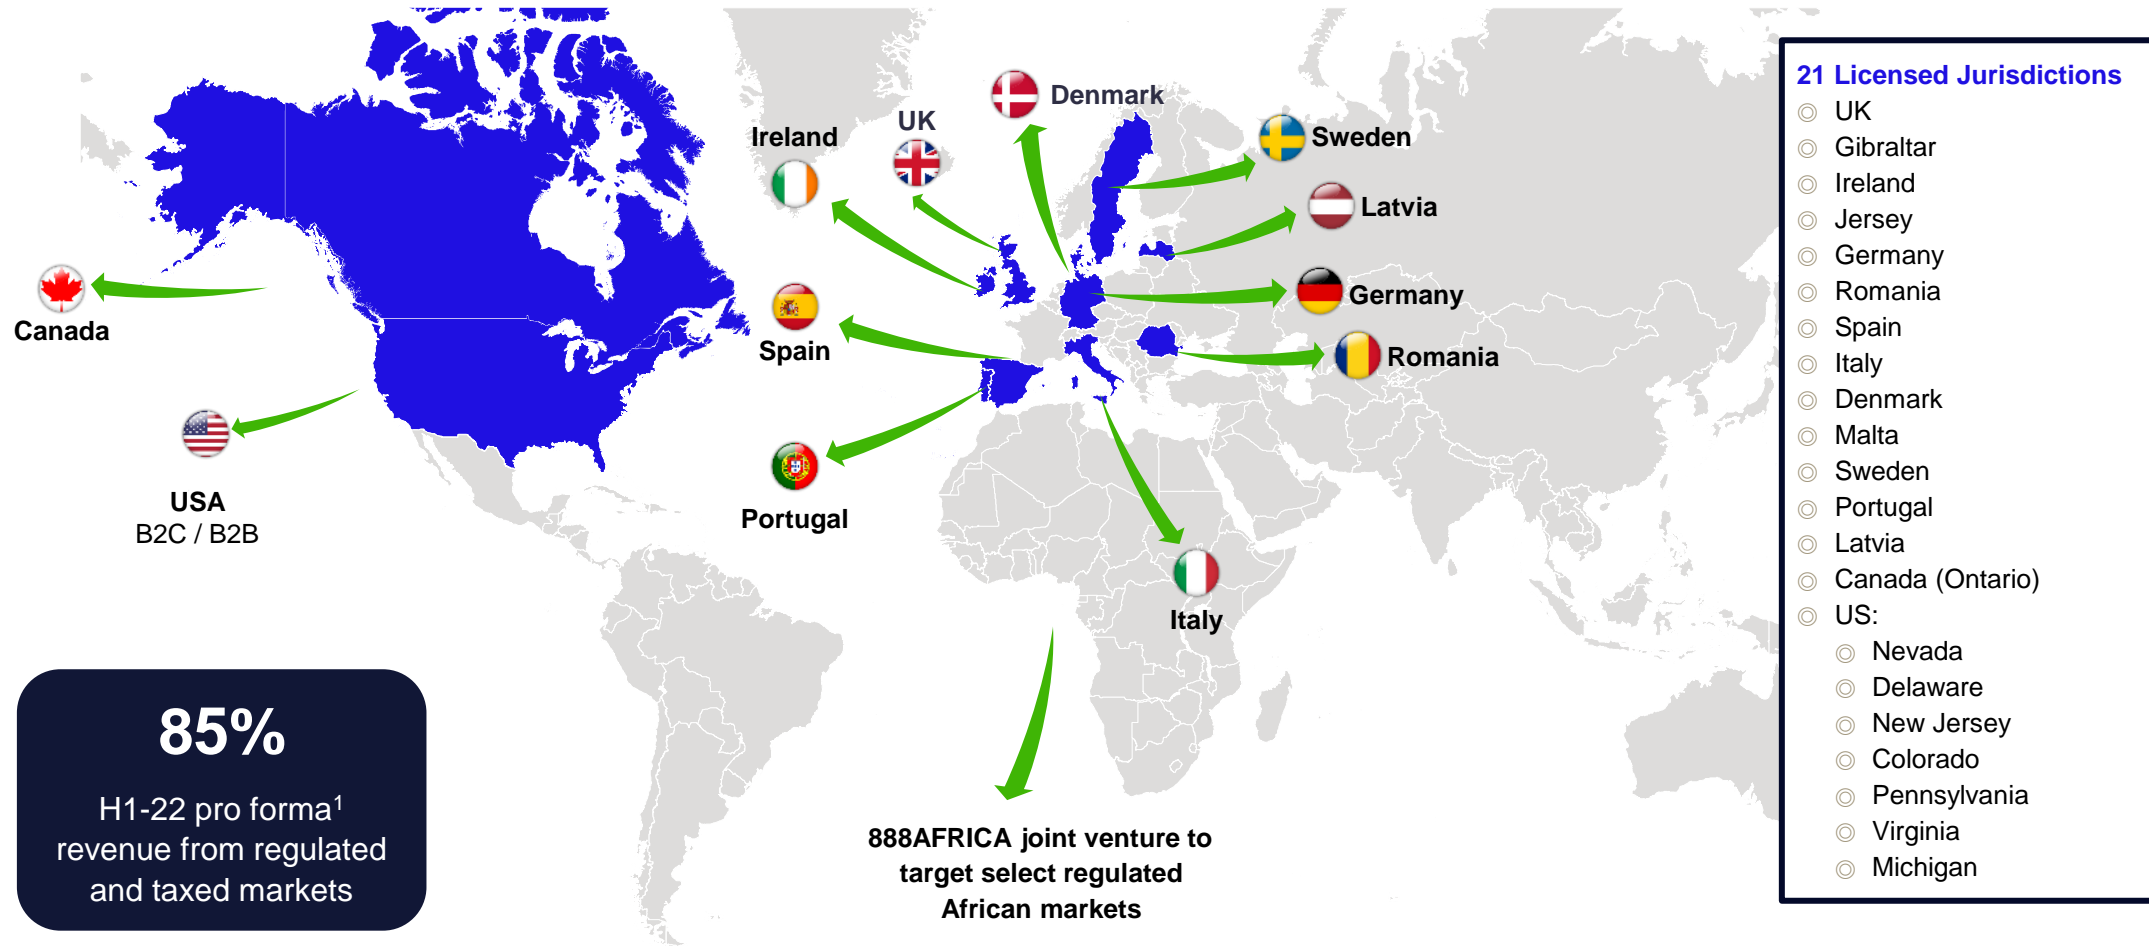 Canada
USA
B2C / B2B
Ireland
UK
Denmark
Sweden
Latvia
Germany
Romania
Spain
Portugal
Italy
888AFRICA joint venture to
target select regulated
African markets
85%
H1-22 pro forma¹
revenue from regulated
and taxed markets
21 Licensed Jurisdictions
UK
Gibraltar
Ireland
Jersey
Germany
Romania
Spain
Italy
Denmark
Malta
Sweden
Portugal
Latvia
Canada (Ontario)
US:
Nevada
Delaware
New Jersey
Colorado
Pennsylvania
Virginia
Michigan